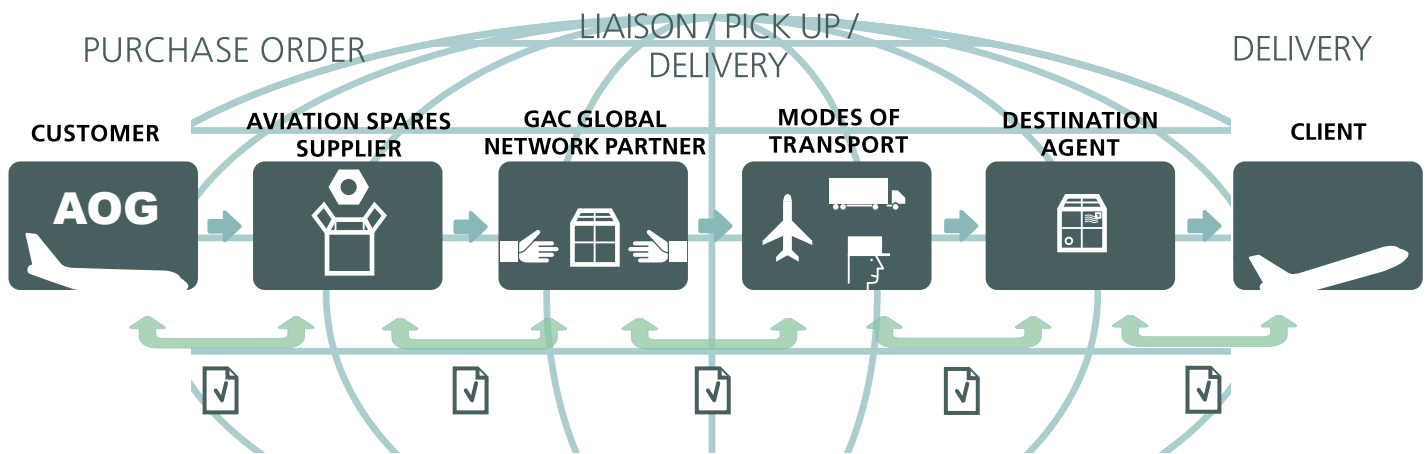 PURCHASE ORDER
LIAISON / PICK UP /
DELIVERY
DELIVERY
CUSTOMER
AVIATION SPARES
SUPPLIER
GAC GLOBAL
NETWORK PARTNER
MODES OF
TRANSPORT
DESTINATION
AGENT
CLIENT
AOG